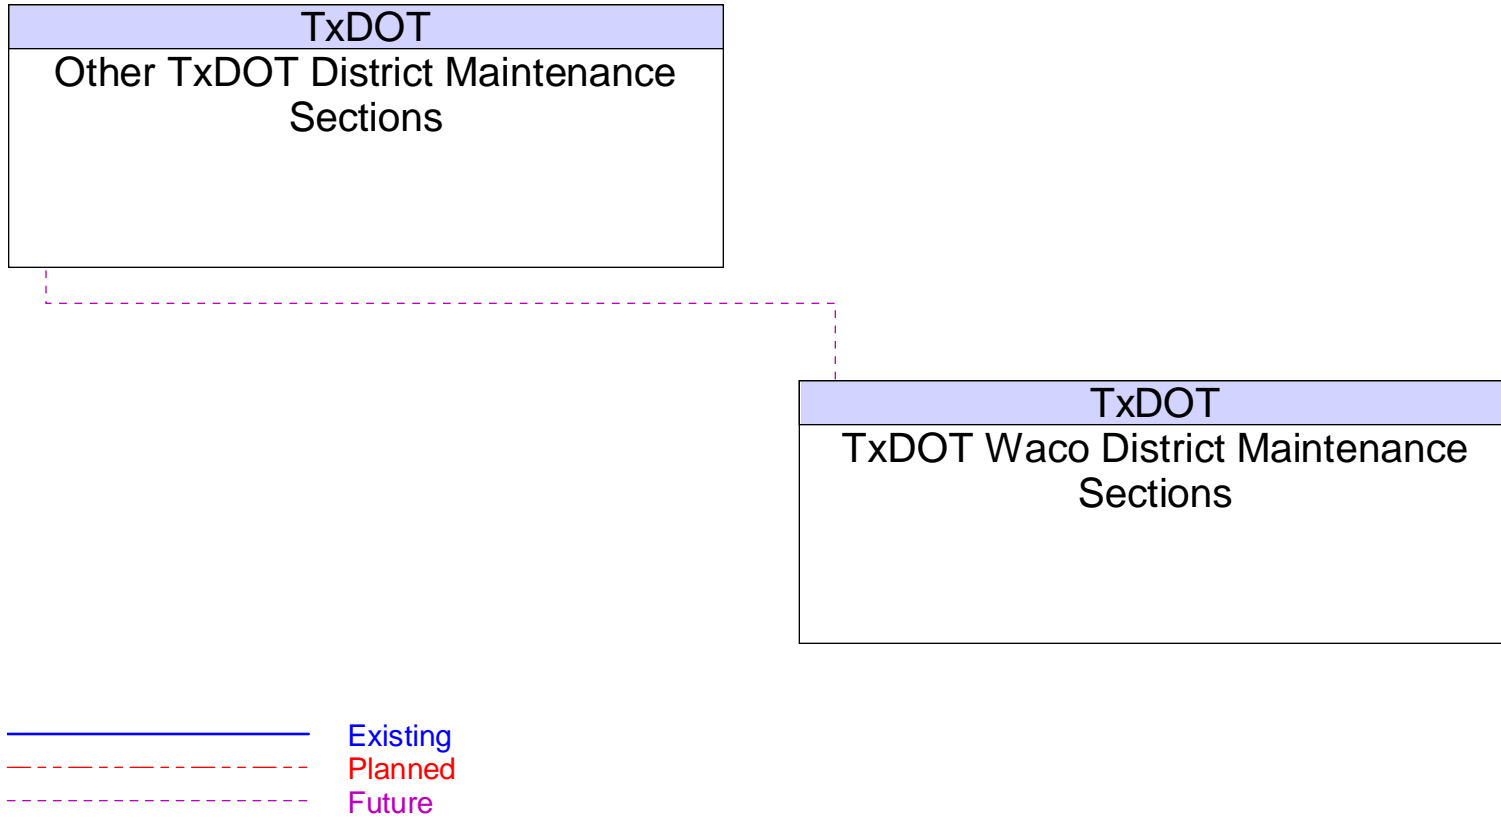 TxDOT
Other TxDOT District Maintenance
Sections
TxDOT
TxDOT Waco District Maintenance
Sections
Existing
Planned
Future